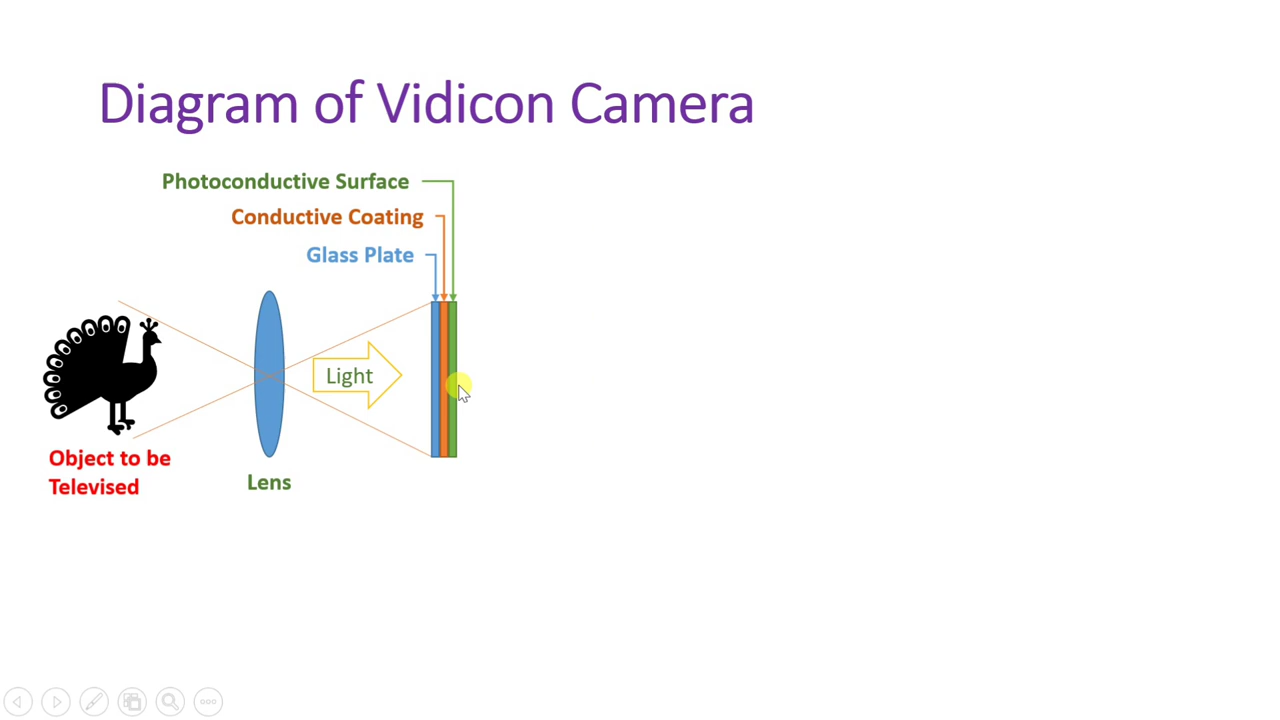 Diagram of Vidicon Camera
Photoconductive Surface
Conductive Coating
Glass Plate
Light
Object to be
Televised
Lens